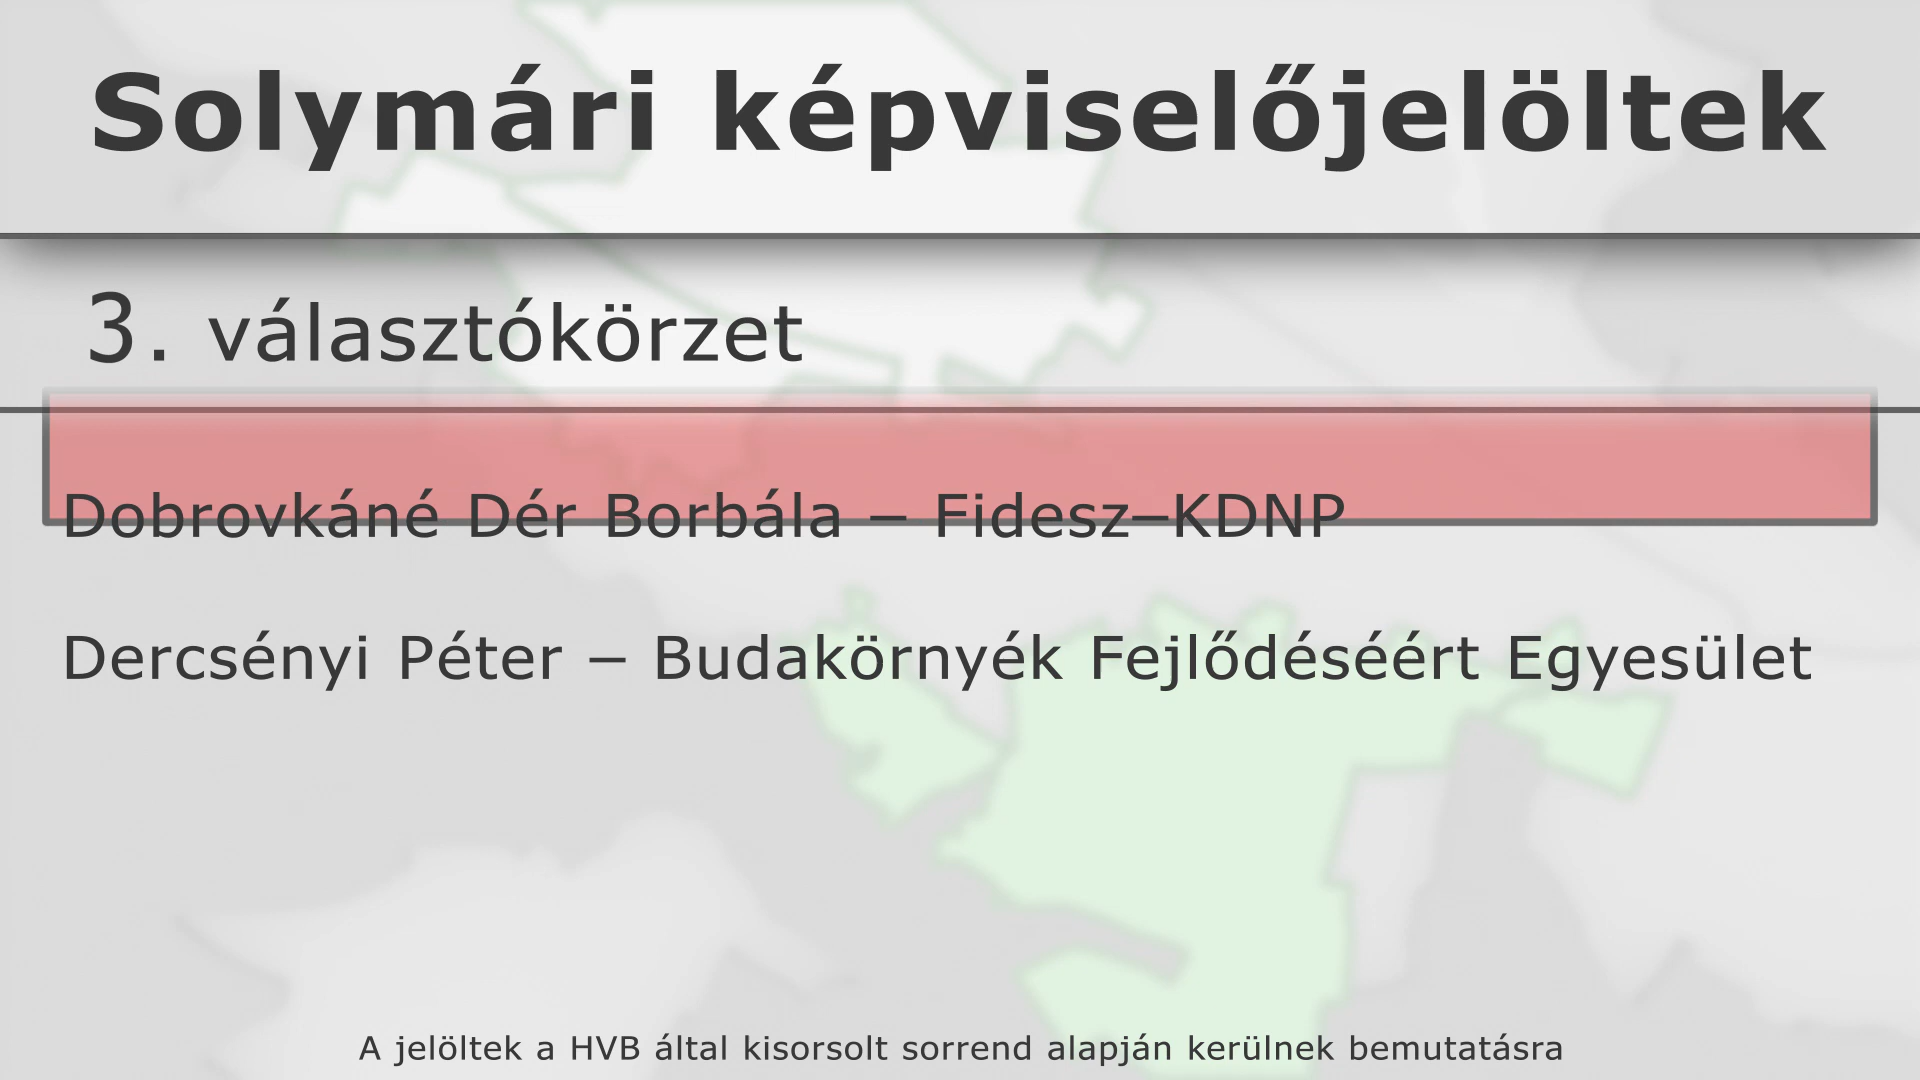 Solymári képviselőjelöltek
3. választókörzet
Dobrovkáné Dér Borbála – Fidesz–KDNP
Dercsényi Péter – Budakörnyék Fejlődéséért Egyesület
A jelöltek a HVB által kisorsolt sorrend alapján kerülnek bemutatásra